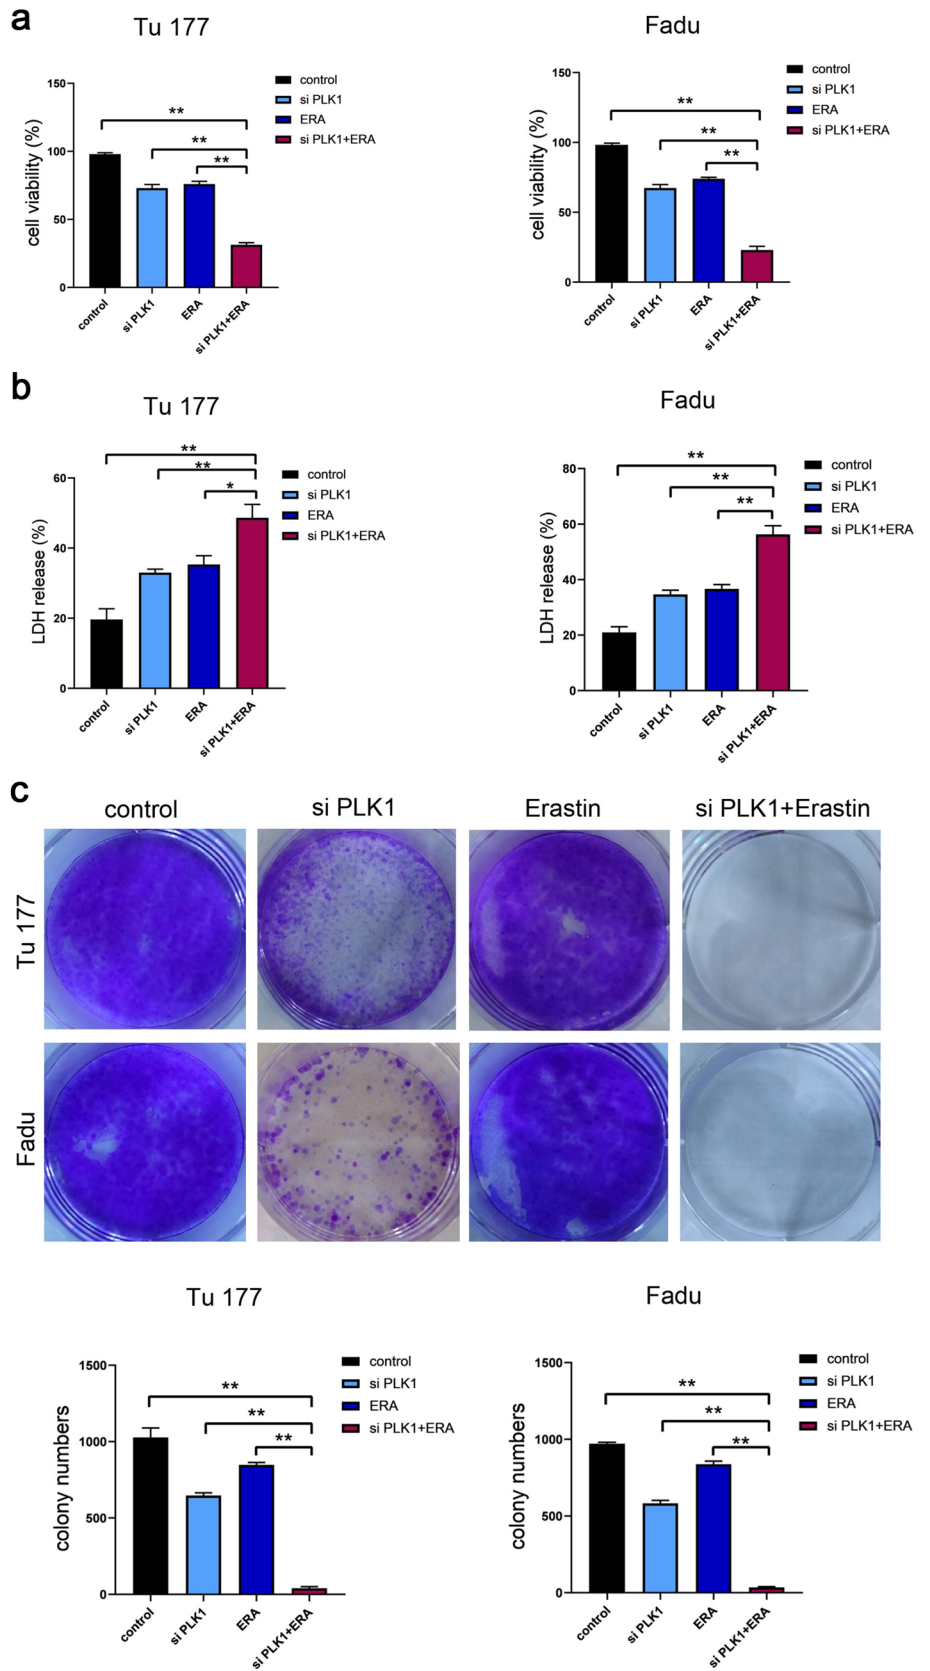 a
Tu 177
Fadu
150
100
50
0
cell viability (%)
**
**
**
control
si PLK1
ERA
si PLK1+ERA
control
si PLK1
ERA
si PLK1+ERA
150
100
50
0
cell viability (%)
**
**
**
control
si PLK1
ERA
si PLK1+ERA
control
si PLK1
ERA
si PLK1+ERA
b
Tu 177
Fadu
60
40
20
0
LDH release (%)
**
**
*
control
si PLK1
ERA
si PLK1+ERA
control
si PLK1
ERA
si PLK1+ERA
80
60
40
20
0
LDH release (%)
**
**
**
control
si PLK1
ERA
si PLK1+ERA
control
si PLK1
ERA
si PLK1+ERA
c
control
si PLK1
Erastin
si PLK1+Erastin
Tu 177
Fadu
Tu 177
Fadu
1500
1000
500
0
colony numbers
**
**
**
control
si PLK1
ERA
si PLK1+ERA
control
si PLK1
ERA
si PLK1+ERA
1500
1000
500
0
colony numbers
**
**
**
control
si PLK1
ERA
si PLK1+ERA
control
si PLK1
ERA
si PLK1+ERA